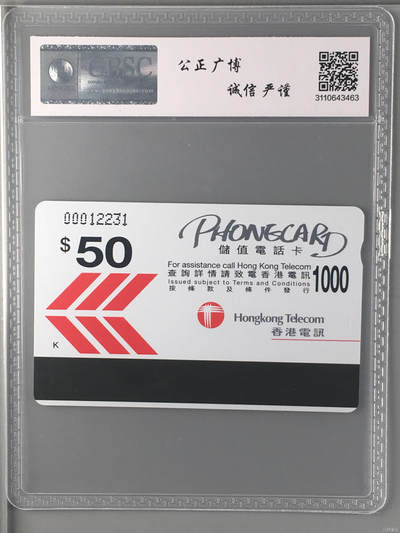 CBSC
公正广博
诚信 严谨
3110643463
00012231
$50
PHONECARD
儲值電話卡
For assistance call Hong Kong Telecom
查詢詳情請致電香港電訊
1000
Issued subject to Terms and Conditions
按條款及條件發行
Hongkong Telecom
香港電訊
K